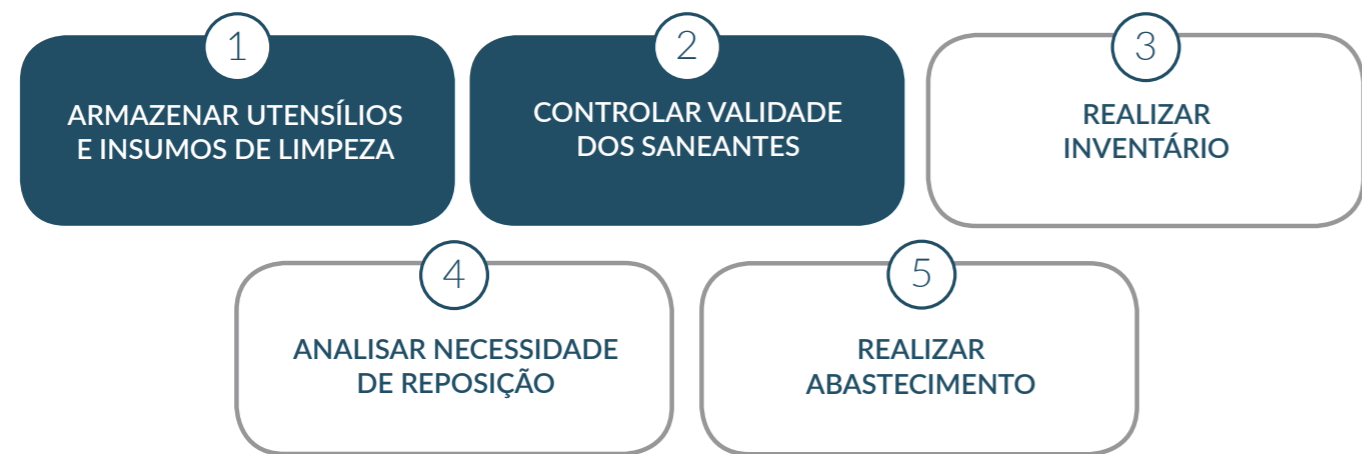 1
ARMAZENAR UTENSÍLIOS
E INSUMOS DE LIMPEZA
2
CONTROLAR VALIDADE
DOS SANEANTES
3
REALIZAR
INVENTÁRIO
4
ANALISAR NECESSIDADE
DE REPOSIÇÃO
5
REALIZAR
ABASTECIMENTO